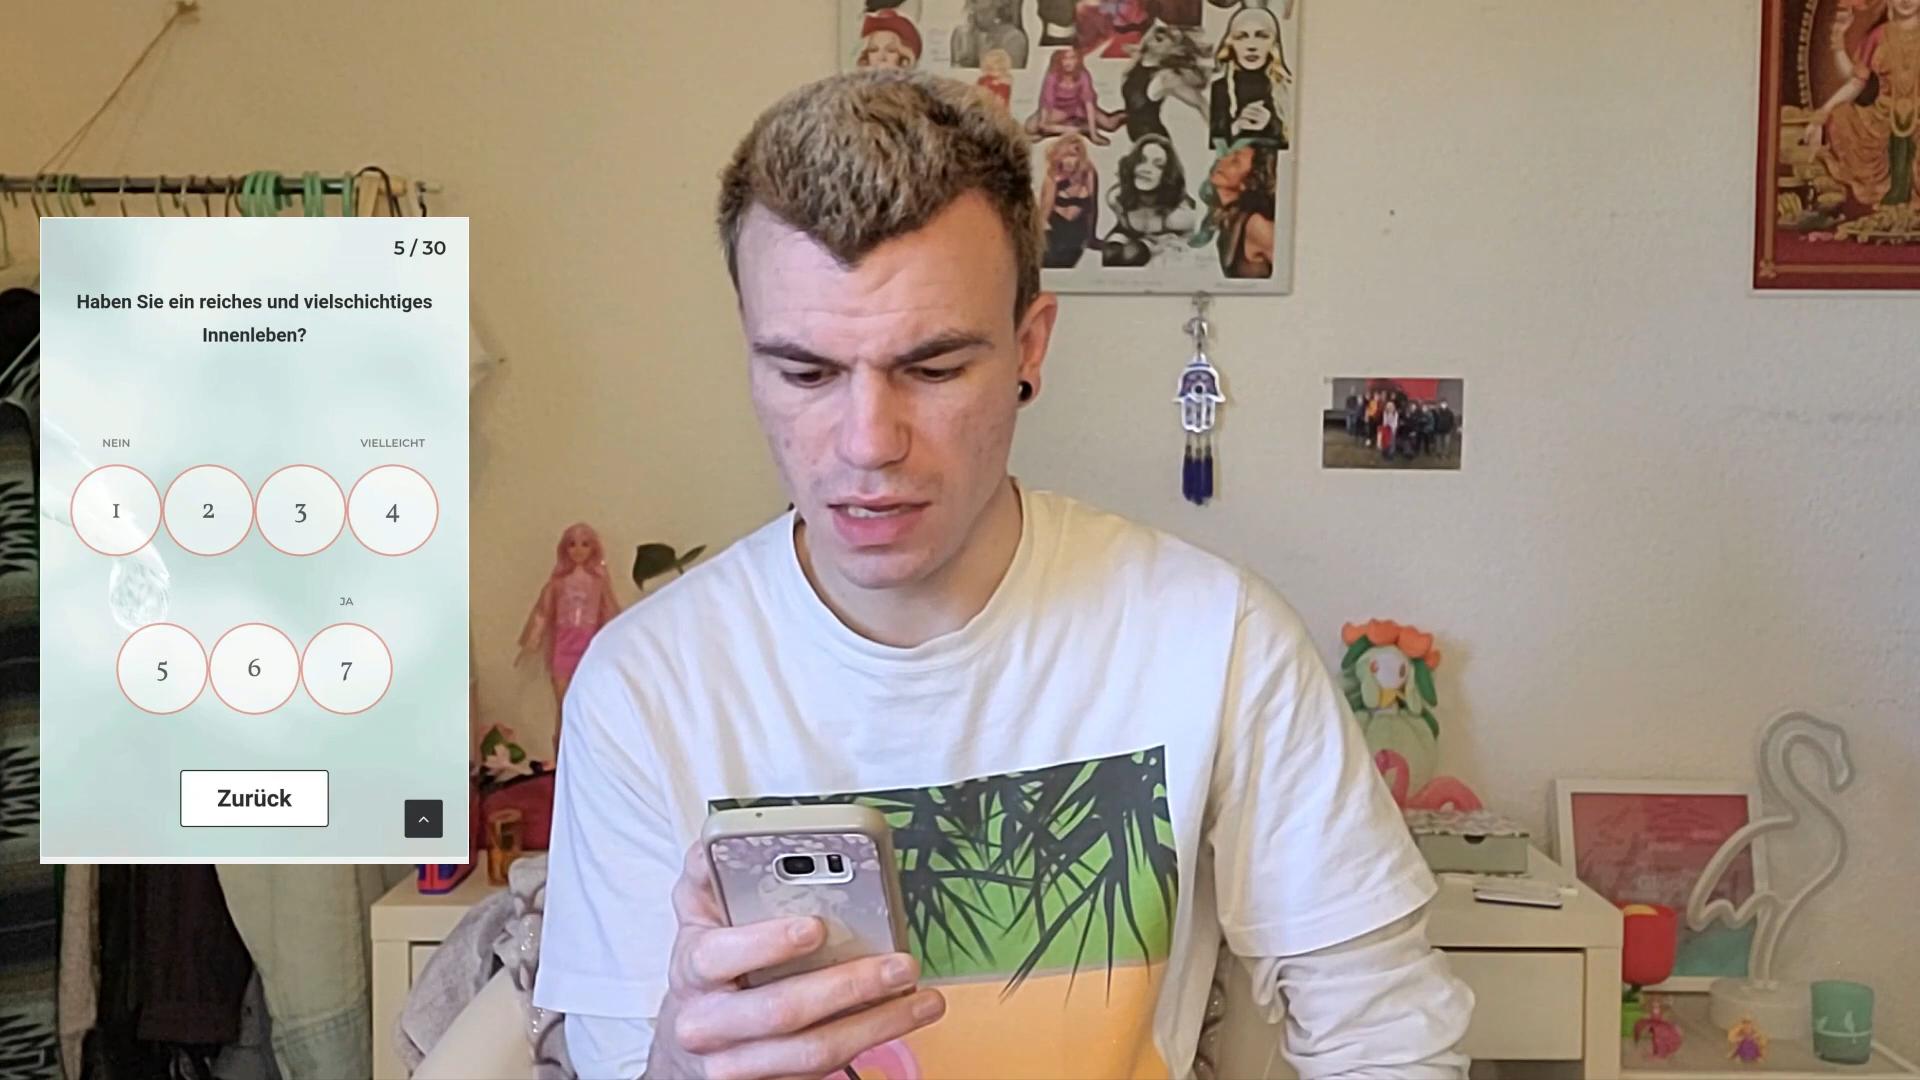 5 / 30
Haben Sie ein reiches und vielschichtiges
Innenleben?
NEIN
VIELLEICHT
1
2
3
4
JA
5
6
7
Zurück